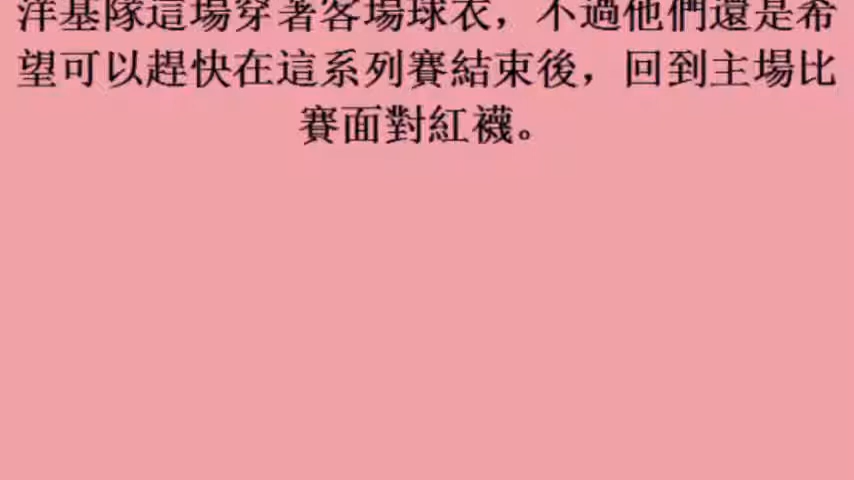 洋基隊這場穿著客場球衣，不過他們還是希
望可以趕快在這系列賽結束後，回到主場比
賽面對紅襪。